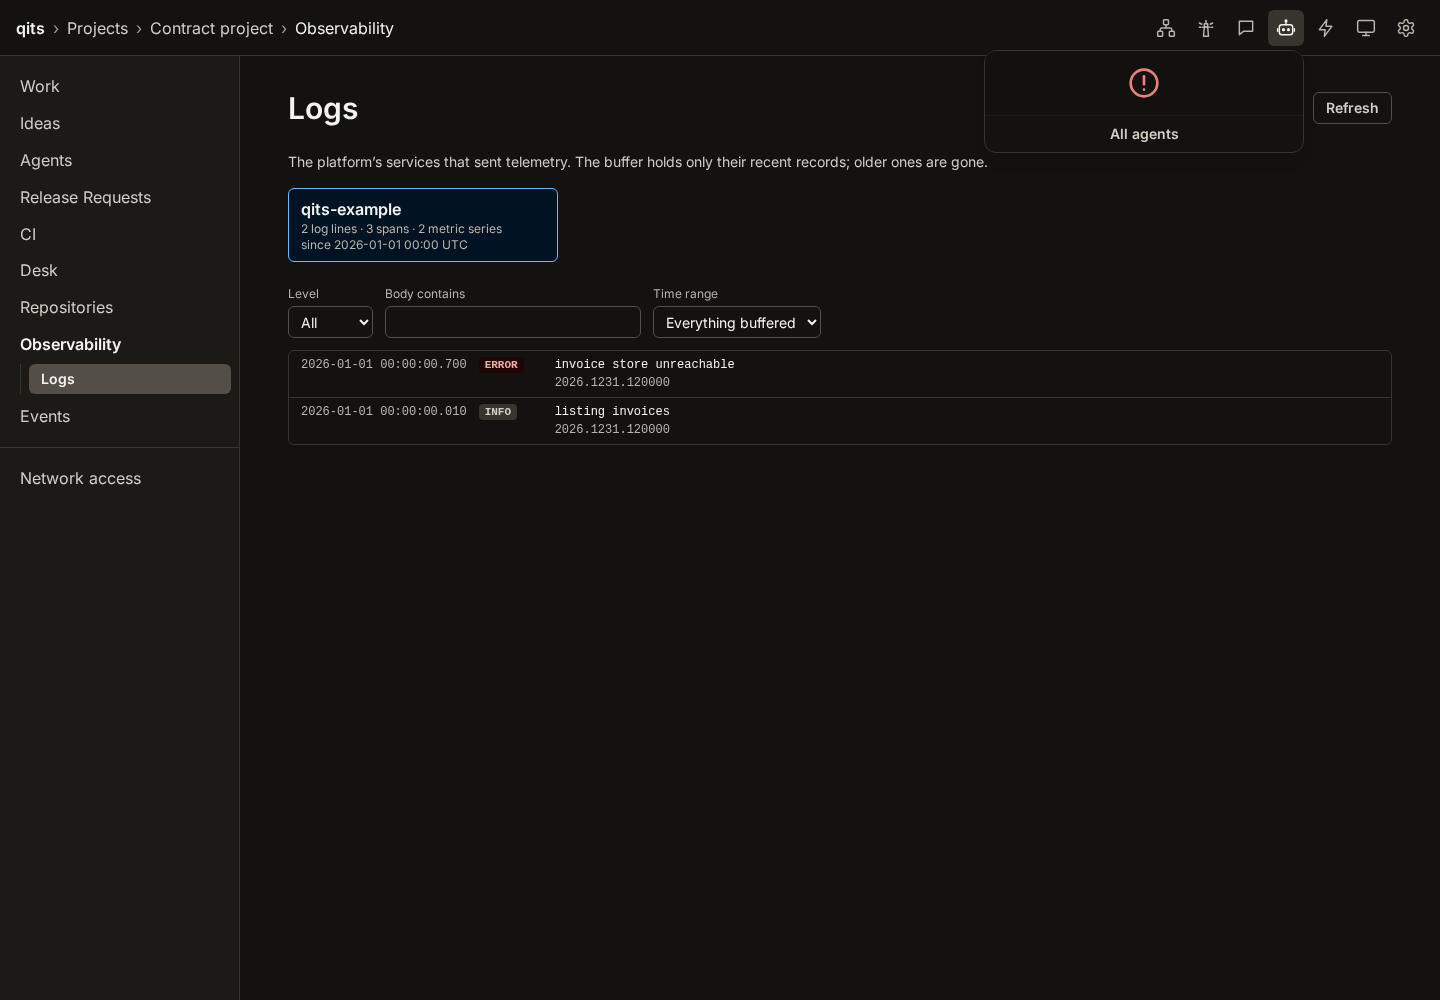 qits › Projects › Contract project › Observability
All agents
Work
Ideas
Agents
Release Requests
CI
Desk
Repositories
Observability
Logs
Events
Network access
Logs
Refresh
The platform’s services that sent telemetry. The buffer holds only their recent records; older ones are gone.
qits-example
2 log lines · 3 spans · 2 metric series
since 2026-01-01 00:00 UTC
Level
Body contains
Time range
All
Everything buffered
2026-01-01 00:00:00.700 ERROR invoice store unreachable
2026.1231.120000
2026-01-01 00:00:00.010 INFO listing invoices
2026.1231.120000